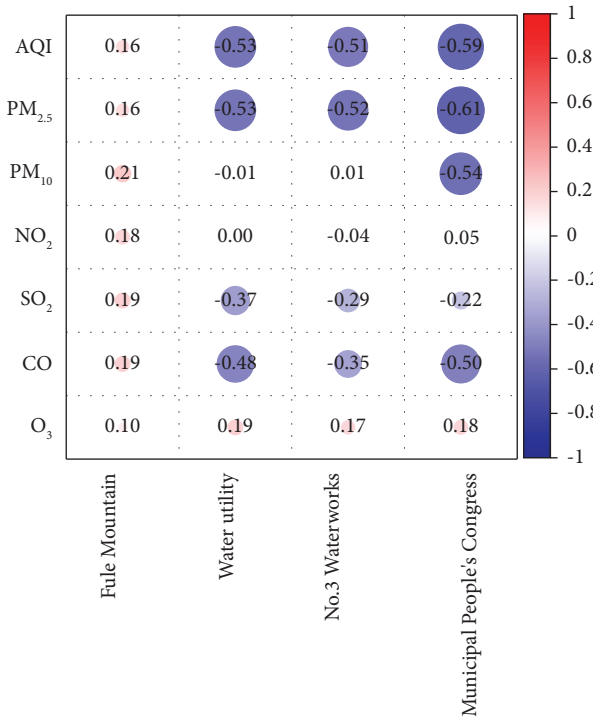 AQI 0.16 -0.53 -0.51 -0.59
PM2.5 0.16 -0.53 -0.52 -0.61
PM10 0.21 -0.01 0.01 -0.54
NO2 0.18 0.00 -0.04 0.05
SO2 0.19 -0.37 -0.29 -0.22
CO 0.19 -0.48 -0.35 -0.50
O3 0.10 0.19 0.17 0.18
Fule Mountain
Water utility
No.3 Waterworks
Municipal People's Congress
1
0.8
0.6
0.4
0.2
0
-0.2
-0.4
-0.6
-0.8
-1